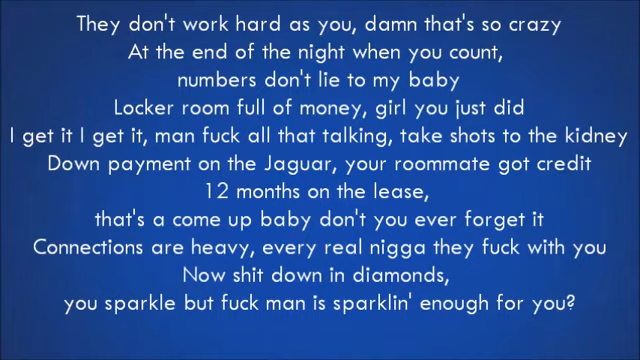 They don't work hard as you, damn that's so crazy
At the end of the night when you count,
numbers don't lie to my baby
Locker room full of money, girl you just did
I get it I get it, man fuck all that talking, take shots to the kidney
Down payment on the Jaguar, your roommate got credit
12 months on the lease,
that's a come up baby don't you ever forget it
Connections are heavy, every real nigga they fuck with you
Now shit down in diamonds,
you sparkle but fuck man is sparklin' enough for you?